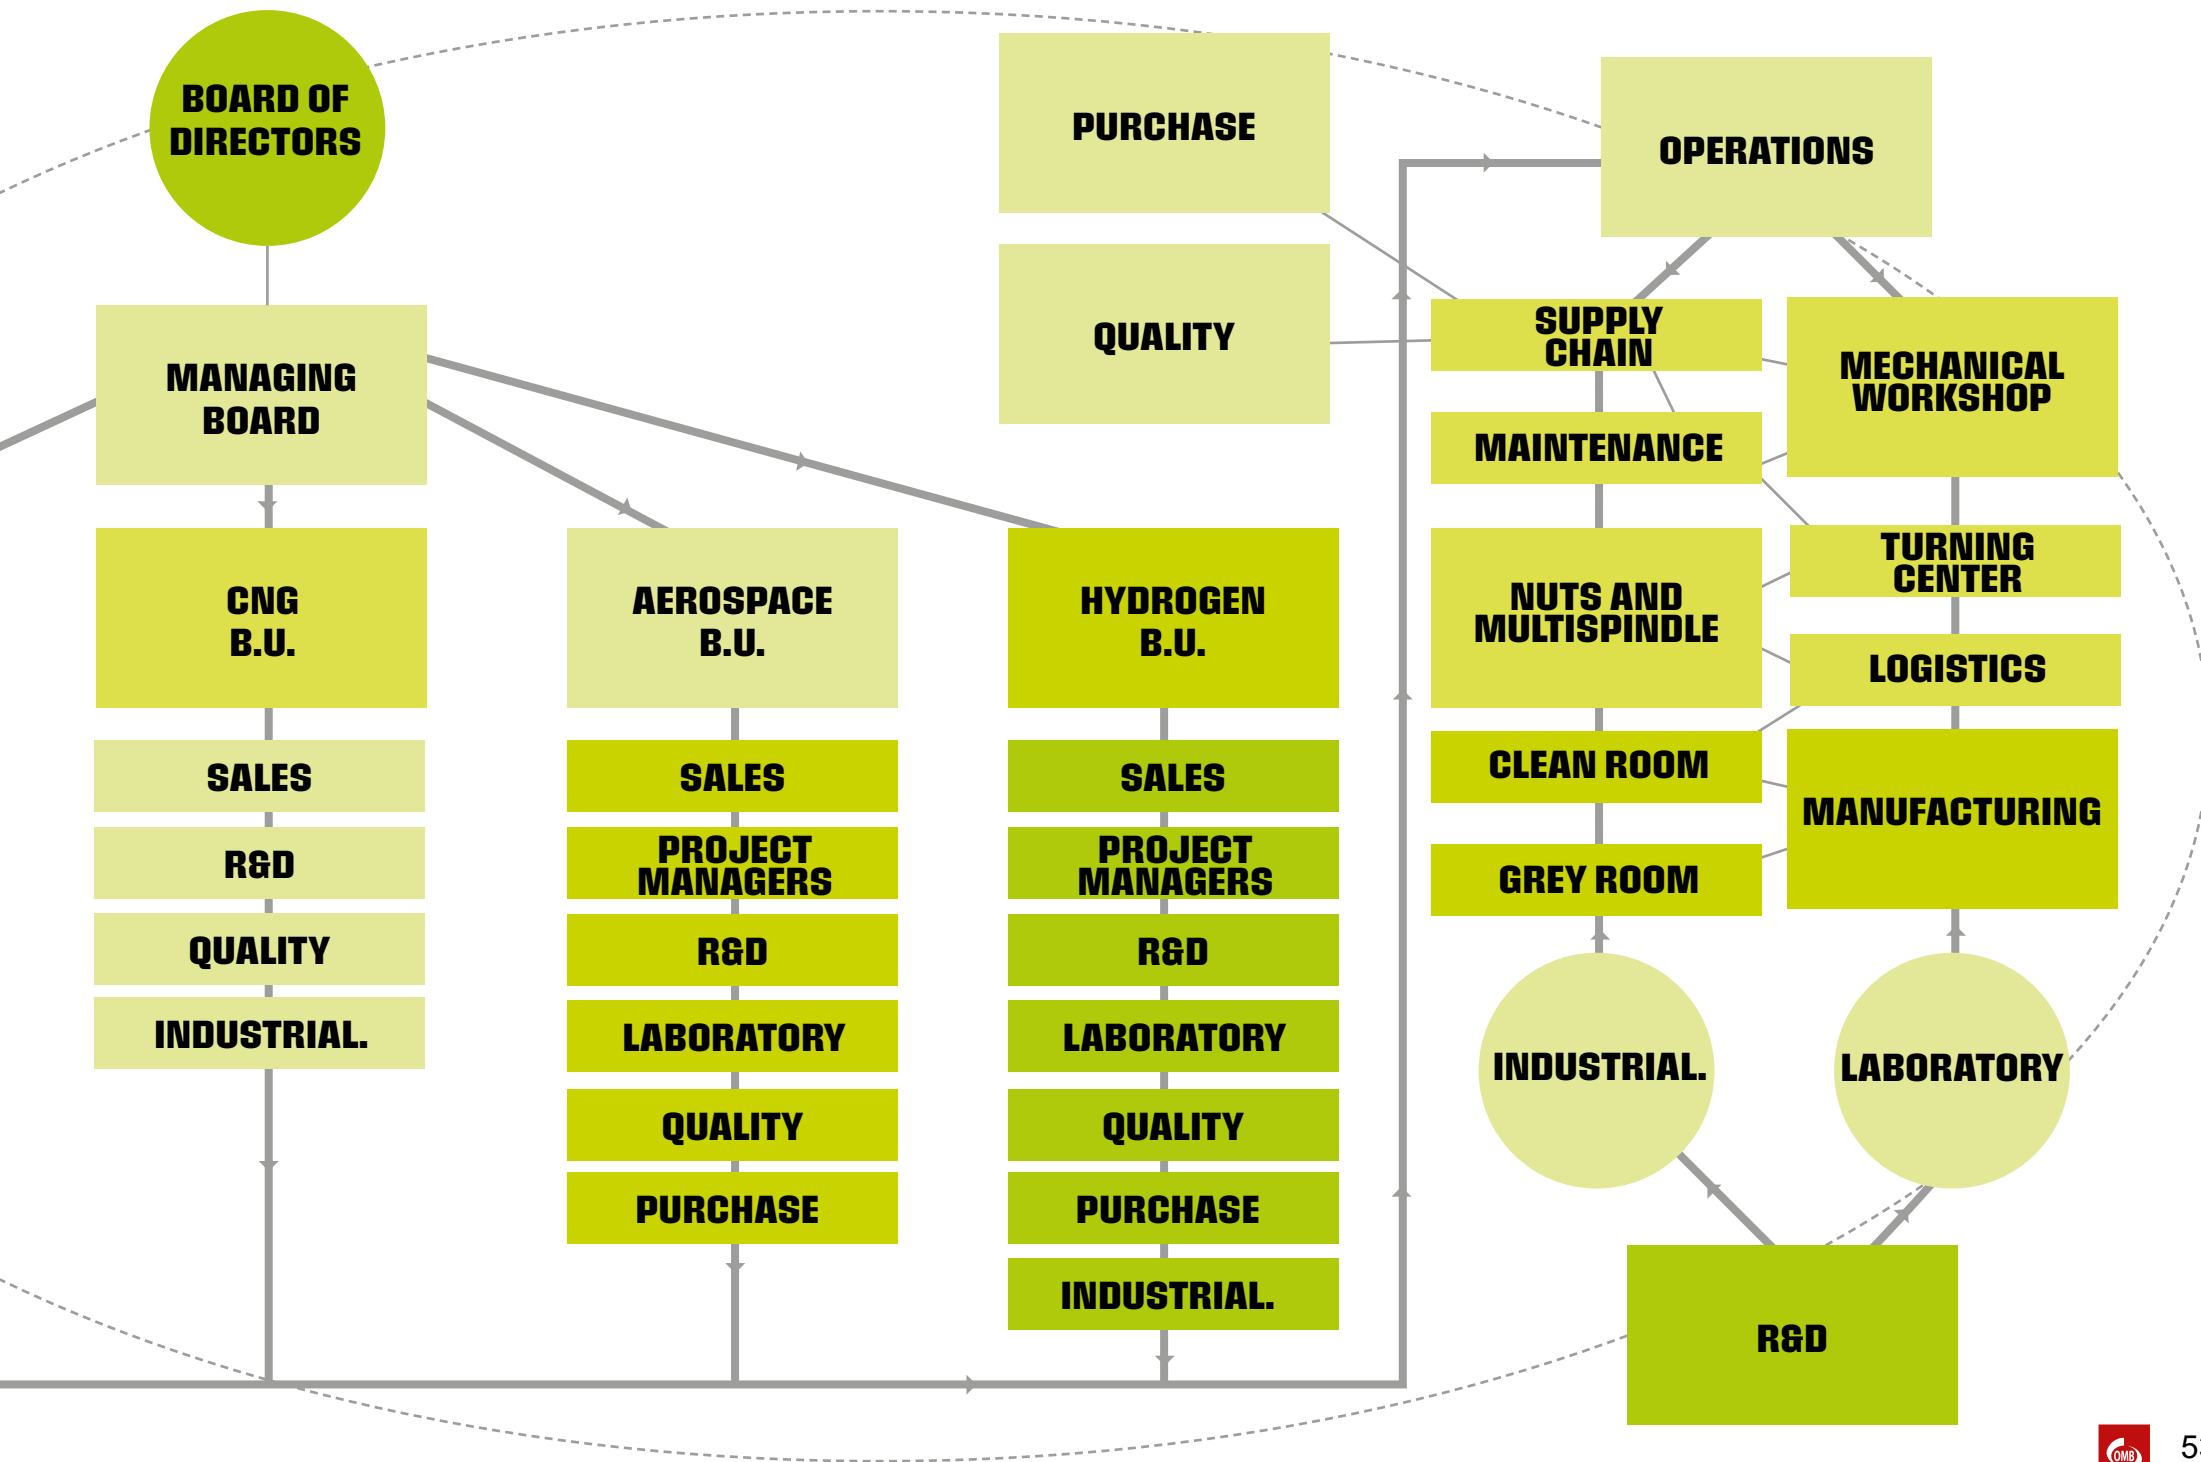 BOARD OF
DIRECTORS
MANAGING
BOARD
CNG
B.U.
SALES
R&D
QUALITY
INDUSTRIAL.
AEROSPACE
B.U.
SALES
PROJECT
MANAGERS
R&D
LABORATORY
QUALITY
PURCHASE
HYDROGEN
B.U.
SALES
PROJECT
MANAGERS
R&D
LABORATORY
QUALITY
PURCHASE
INDUSTRIAL.
PURCHASE
QUALITY
OPERATIONS
SUPPLY
CHAIN
MAINTENANCE
NUTS AND
MULTISPINDLE
CLEAN ROOM
GREY ROOM
MECHANICAL
WORKSHOP
TURNING
CENTER
LOGISTICS
MANUFACTURING
INDUSTRIAL.
LABORATORY
R&D
OMB